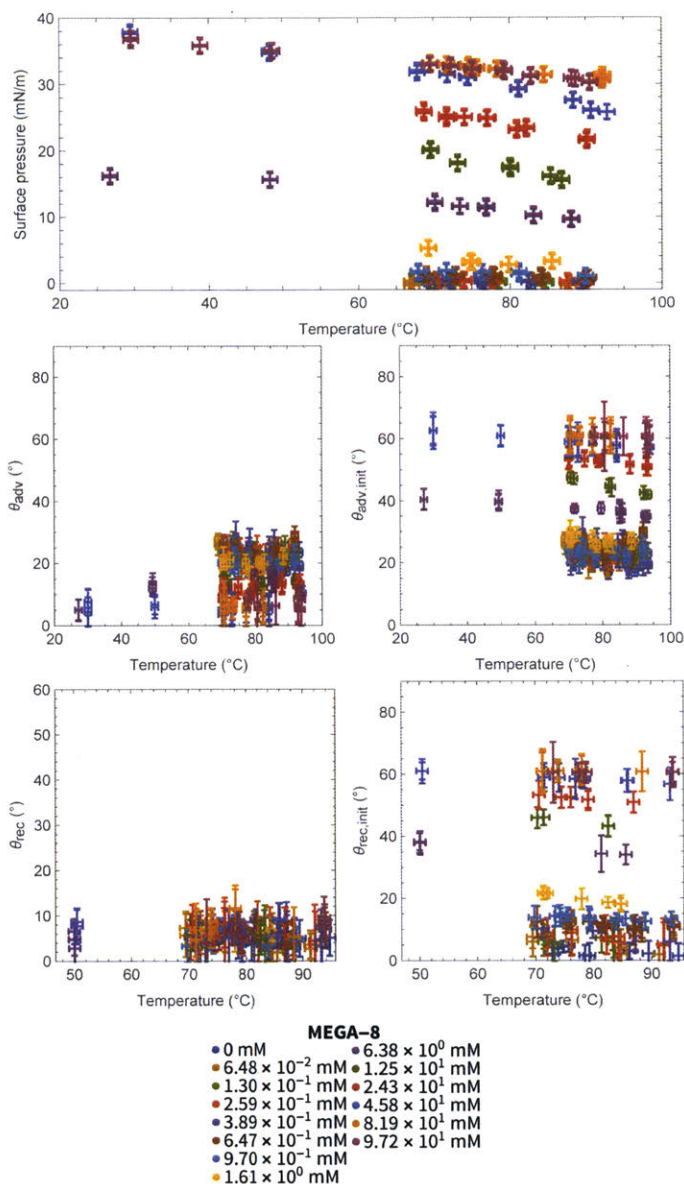 40
30
20
10
0
Surface pressure (mN/m)
20 40 60 80 100
Temperature (°C)
80
60
40
20
0
θadv (°)
20 40 60 80 100
Temperature (°C)
80
60
40
20
0
θadv,init (°)
20 40 60 80 100
Temperature (°C)
60
50
40
30
20
10
0
θrec (°)
50 60 70 80 90
Temperature (°C)
80
60
40
20
0
θrec,init (°)
50 60 70 80 90
Temperature (°C)
MEGA–8
0 mM 6.38 × 10⁰ mM
6.48 × 10⁻² mM 1.25 × 10¹ mM
1.30 × 10⁻¹ mM 2.43 × 10¹ mM
2.59 × 10⁻¹ mM 4.58 × 10¹ mM
3.89 × 10⁻¹ mM 8.19 × 10¹ mM
6.47 × 10⁻¹ mM 9.72 × 10¹ mM
9.70 × 10⁻¹ mM
1.61 × 10⁰ mM